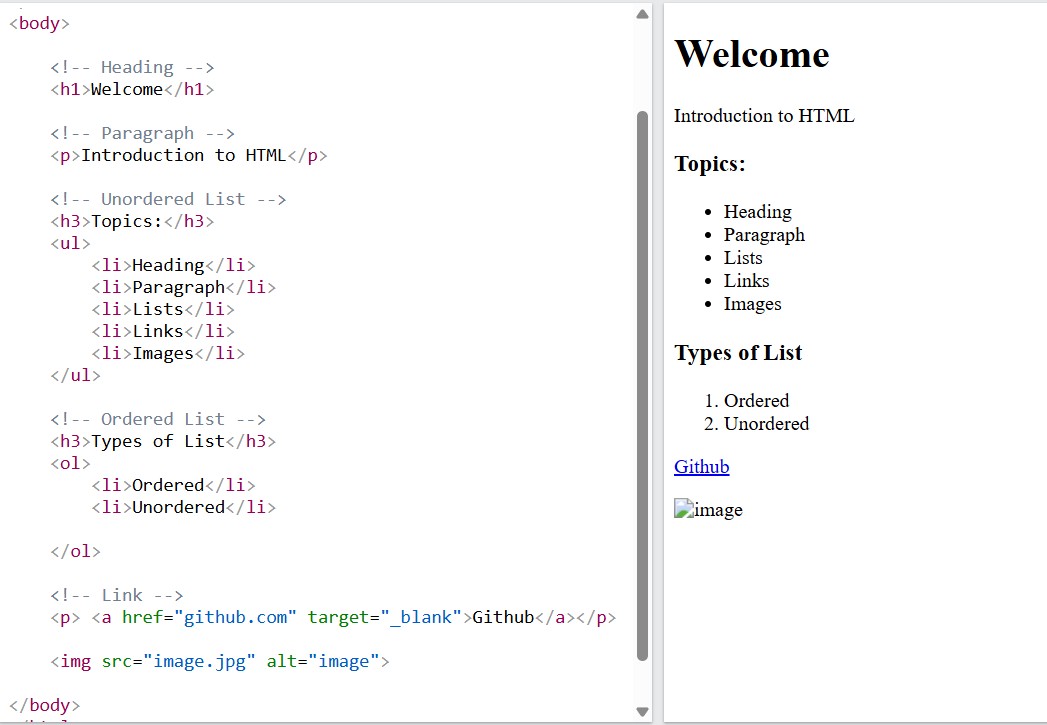 <body>
<!-- Heading -->
<h1>Welcome</h1>
<!-- Paragraph -->
<p>Introduction to HTML</p>
<!-- Unordered List -->
<h3>Topics:</h3>
<ul>
<li>Heading</li>
<li>Paragraph</li>
<li>Lists</li>
<li>Links</li>
<li>Images</li>
</ul>
<!-- Ordered List -->
<h3>Types of List</h3>
<ol>
<li>Ordered</li>
<li>Unordered</li>
</ol>
<!-- Link -->
<p> <a href="github.com" target="_blank">Github</a></p>
<img src="image.jpg" alt="image">
</body>
Welcome
Introduction to HTML
Topics:
• Heading
• Paragraph
• Lists
• Links
• Images
Types of List
1. Ordered
2. Unordered
Github
image